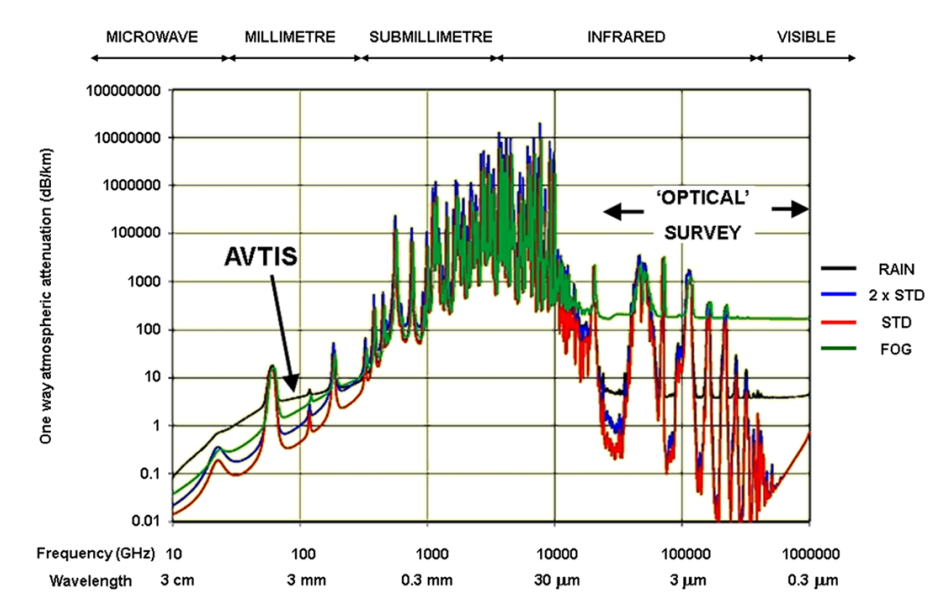 MICROWAVE MILLIMETRE SUBMILLIMETRE INFRARED VISIBLE
One way atmospheric attenuation (dB/km)
100000000
10000000
1000000
100000
1000
100
10
1
0.1
0.01
AVTIS
‘OPTICAL’
SURVEY
RAIN
2 x STD
STD
FOG
Frequency (GHz) 10 100 1000 10000 100000 1000000
Wavelength 3 cm 3 mm 0.3 mm 30 µm 3 µm 0.3 µm